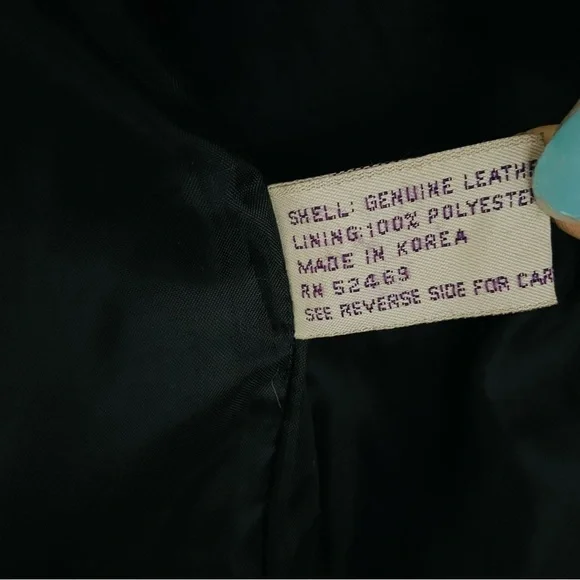 SHELL: GENUINE LEATHE
LINING:100% POLYESTE
MADE IN KOREA
RN 52469
SEE REVERSE SIDE FOR CAR